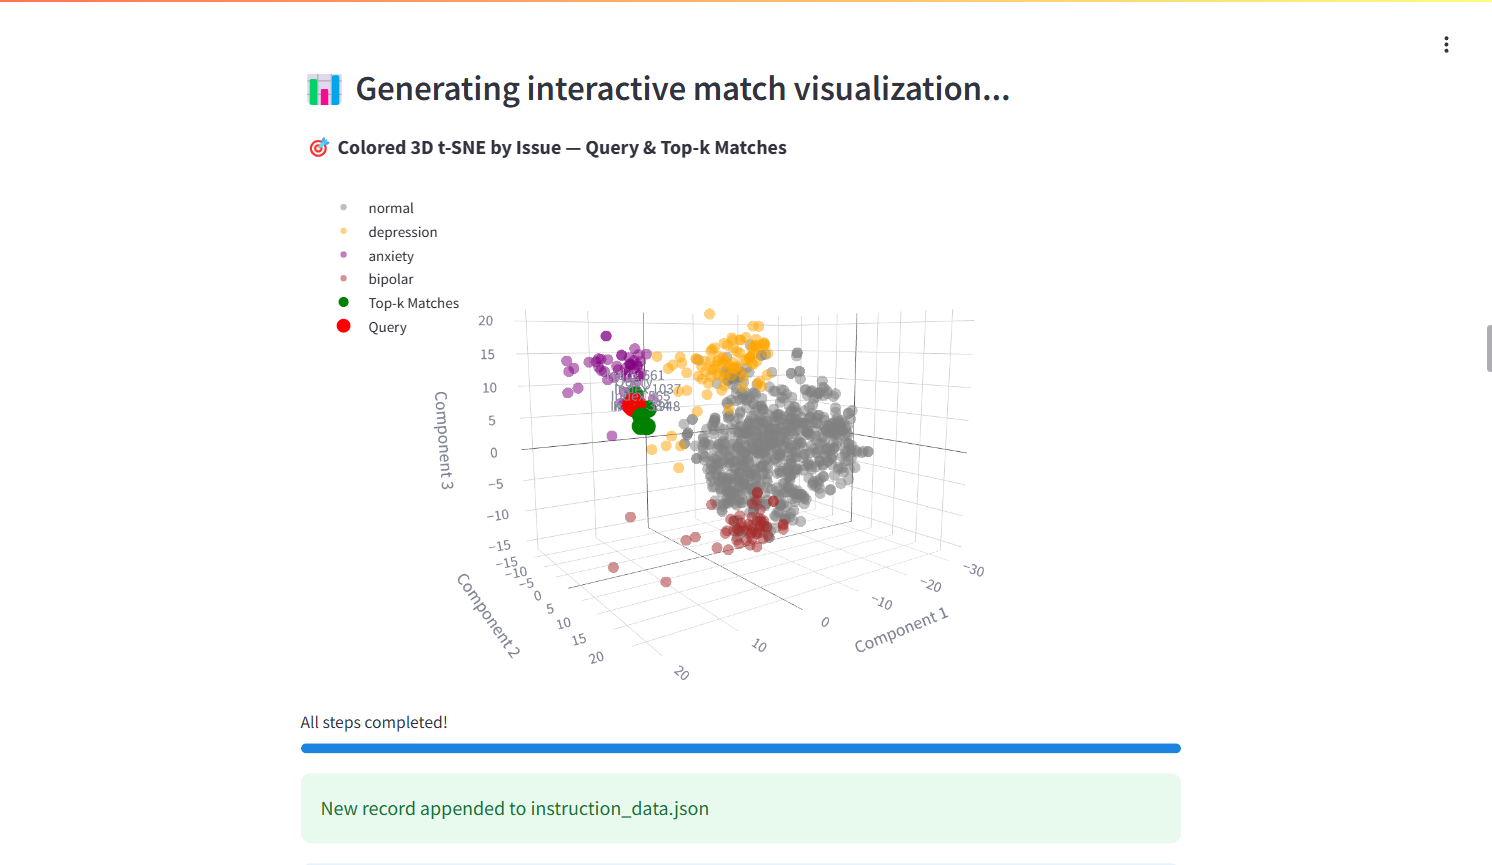 Generating interactive match visualization...
Colored 3D t-SNE by Issue — Query & Top-k Matches
normal
depression
anxiety
bipolar
Top-k Matches
Query
20
15
10
5
0
−5
−10
−15
Component 3
−15
−10
−5
0
5
10
15
20
Component 2
20
10
0
−10
−20
−30
Component 1
All steps completed!
New record appended to instruction_data.json